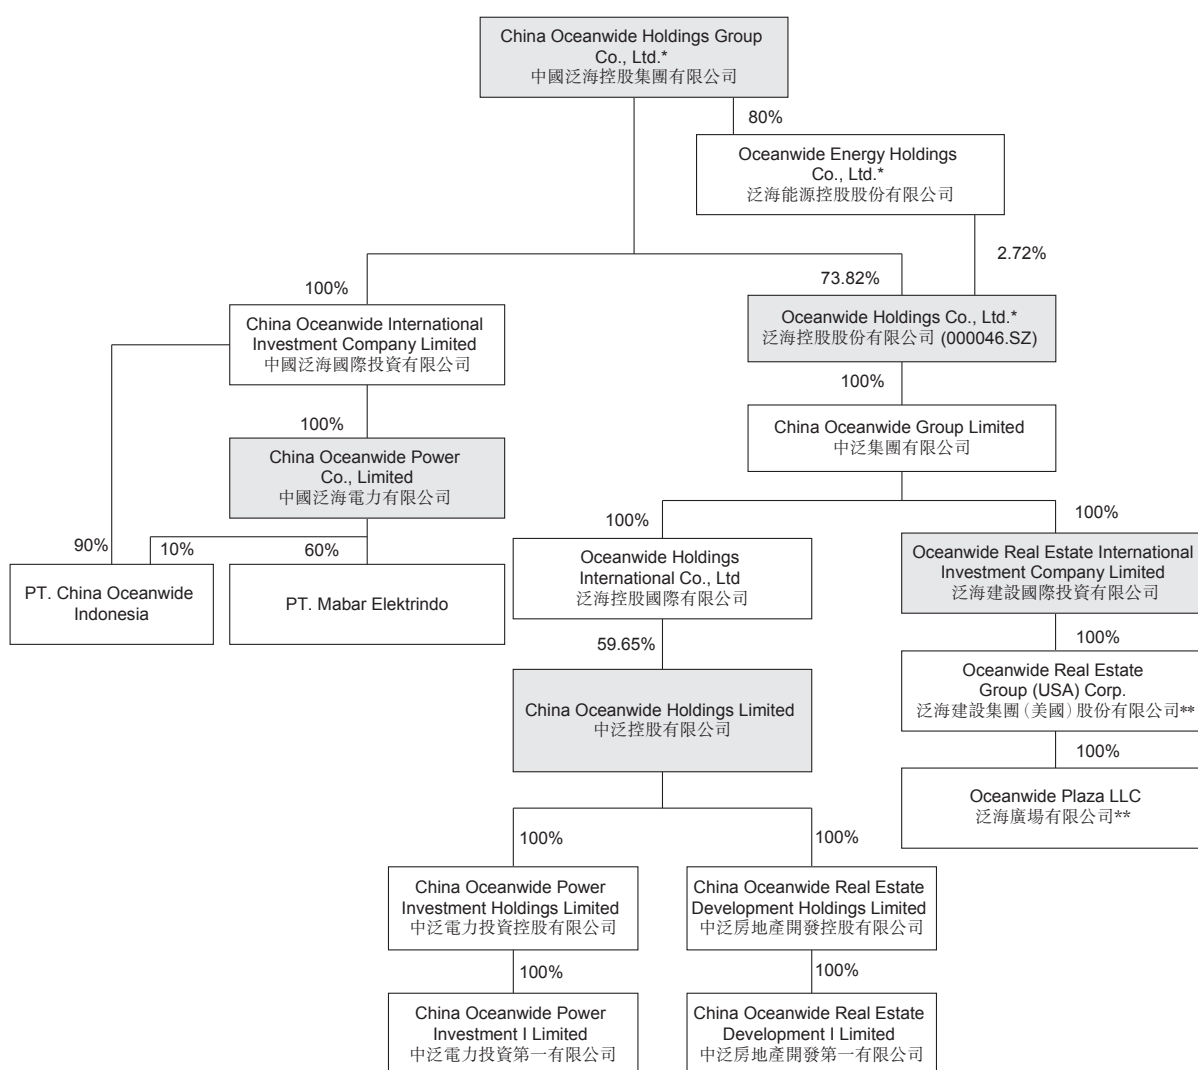 China Oceanwide Holdings Group
Co., Ltd.*
中國泛海控股集團有限公司
80%
Oceanwide Energy Holdings
Co., Ltd.*
泛海能源控股股份有限公司
2.72%
73.82%
100%
China Oceanwide International
Investment Company Limited
中國泛海國際投資有限公司
Oceanwide Holdings Co., Ltd.*
泛海控股股份有限公司 (000046.SZ)
100%
100%
China Oceanwide Group Limited
中泛集團有限公司
China Oceanwide Power
Co., Limited
中國泛海電力有限公司
100%
100%
90%
10%
60%
PT. China Oceanwide
Indonesia
PT. Mabar Elektrindo
Oceanwide Holdings
International Co., Ltd
泛海控股國際有限公司
Oceanwide Real Estate International
Investment Company Limited
泛海建設國際投資有限公司
59.65%
100%
Oceanwide Real Estate
Group (USA) Corp.
泛海建設集團(美國)股份有限公司**
China Oceanwide Holdings Limited
中泛控股有限公司
100%
Oceanwide Plaza LLC
泛海廣場有限公司**
100%
100%
China Oceanwide Power
Investment Holdings Limited
中泛電力投資控股有限公司
China Oceanwide Real Estate
Development Holdings Limited
中泛房地產開發控股有限公司
100%
100%
China Oceanwide Power
Investment I Limited
中泛電力投資第一有限公司
China Oceanwide Real Estate
Development I Limited
中泛房地產開發第一有限公司